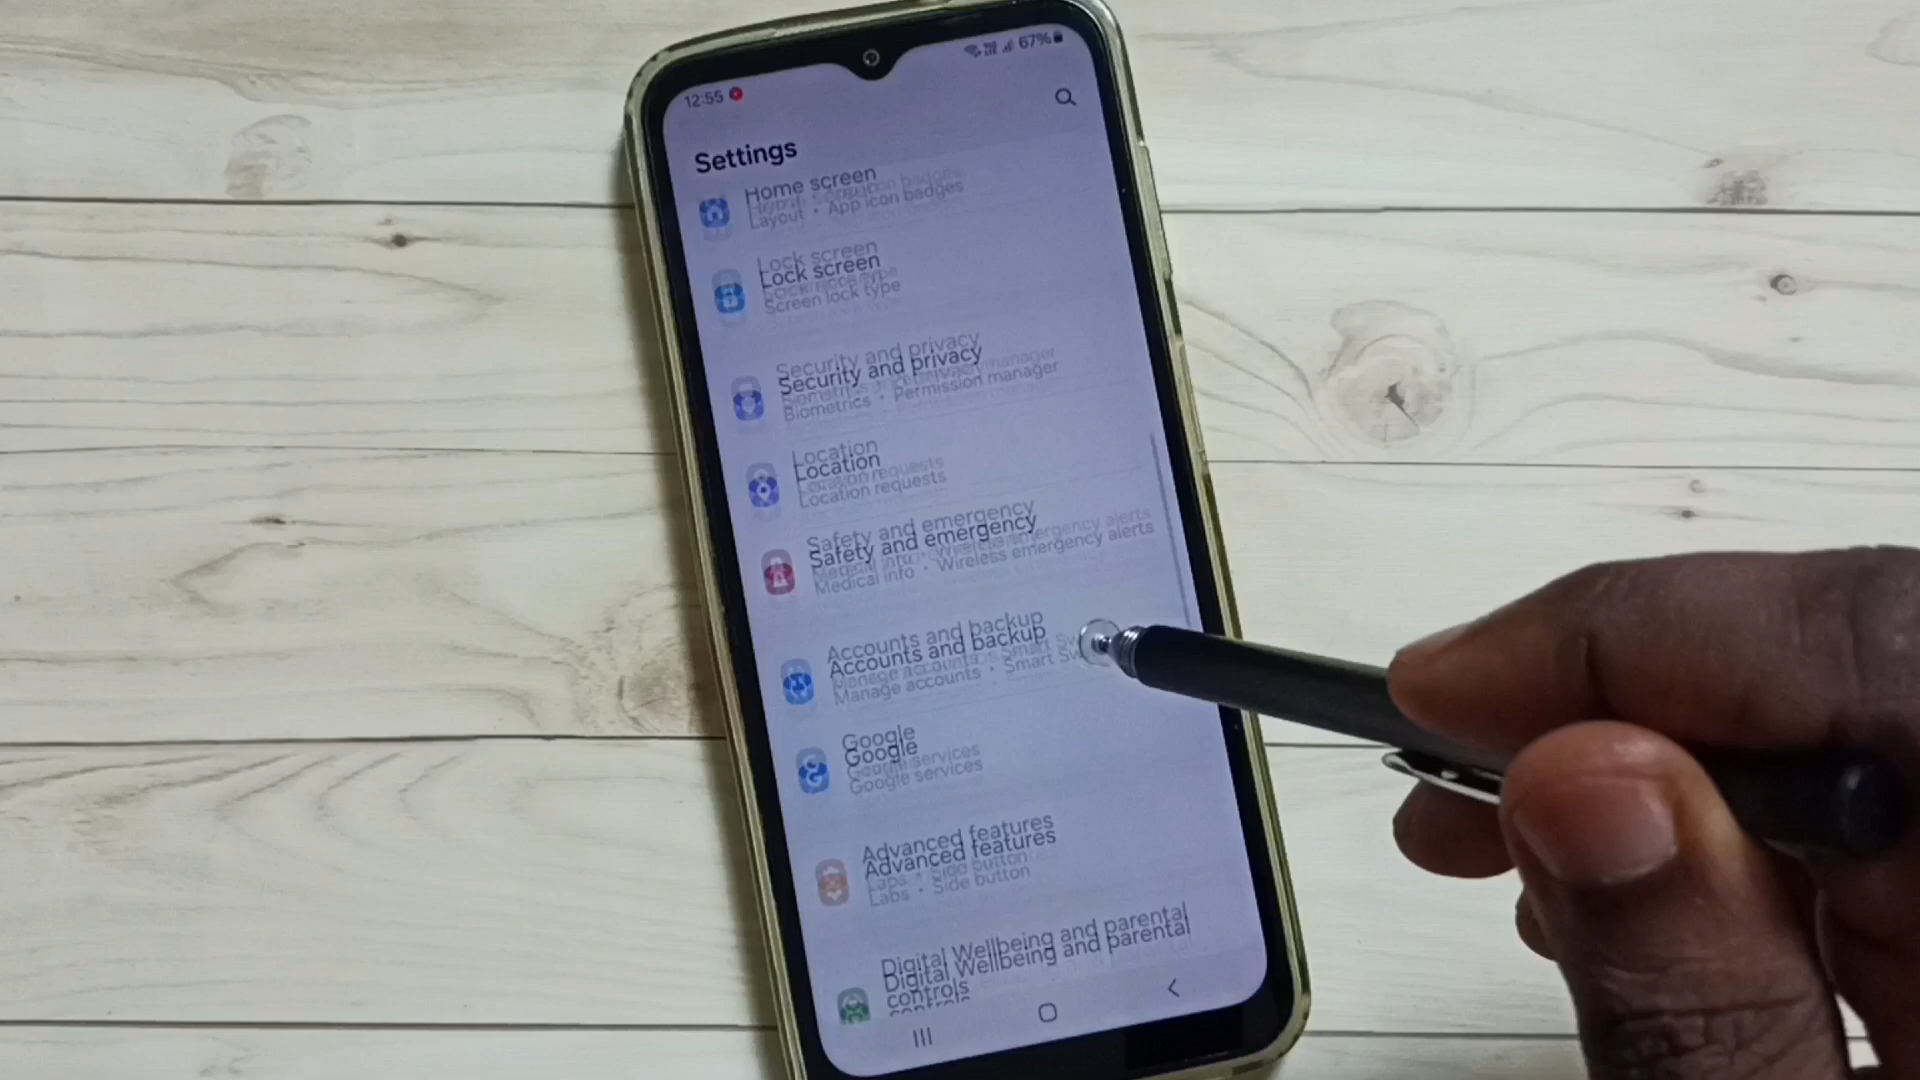 12:55 67%
Settings
Home screen
Layout • App icon badges
Lock screen
Screen lock type
Security and privacy
Biometrics • Permission manager
Location
Location requests
Safety and emergency
Medical info • Wireless emergency alerts
Accounts and backup
Manage accounts • Smart Sw
Google
Google services
Advanced features
Labs • Side button
Digital Wellbeing and parental
controls